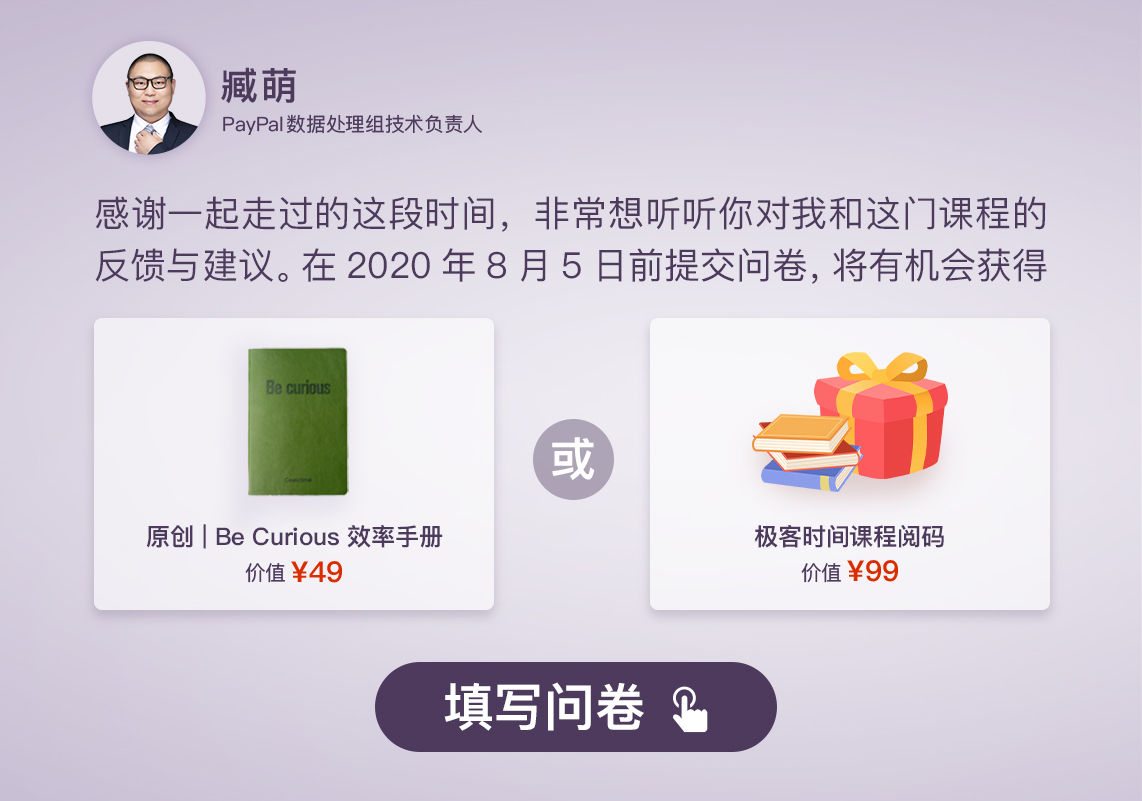 臧萌
PayPal数据处理组技术负责人
感谢一起走过的这段时间，非常想听听你对我和这门课程的
反馈与建议。在 2020 年 8 月 5 日前提交问卷，将有机会获得
Be curious
或
原创 | Be Curious 效率手册
价值 ¥49
极客时间课程阅码
价值 ¥99
填写问卷